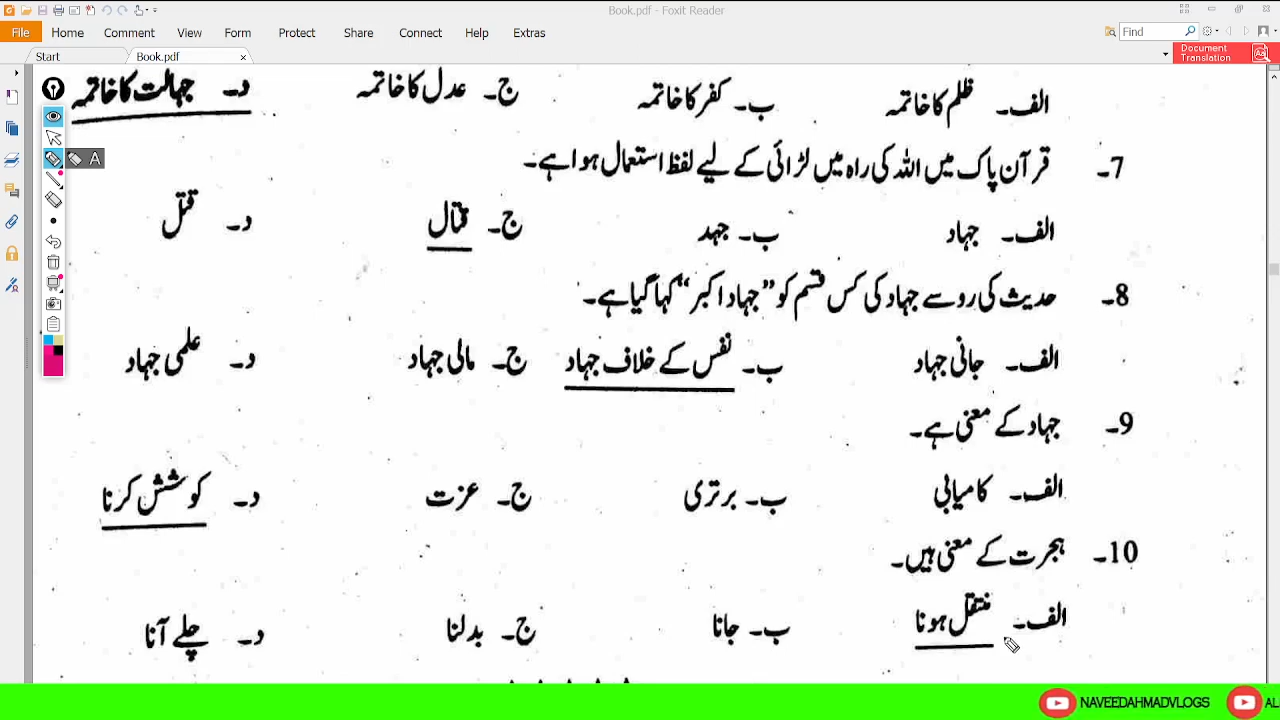 Book.pdf - Foxit Reader
File Home Comment View Form Protect Share Connect Help Extras Find
Document Translation
Start Book.pdf
الف۔ ظلم کا خاتمہ ب۔ کفر کا خاتمہ ج۔ عدل کا خاتمہ د۔ جہالت کا خاتمہ
A
7۔ قرآن پاک میں اللہ کی راہ میں لڑائی کے لیے لفظ استعمال ہوا ہے۔
الف۔ جہاد ب۔ جہد ج۔ قتال د۔ قتل
8۔ حدیث کی رو سے جہاد کی کس قسم کو "جہاد اکبر" کہا گیا ہے۔
الف۔ جانی جہاد ب۔ نفس کے خلاف جہاد ج۔ مالی جہاد د۔ علمی جہاد
9۔ جہاد کے معنی ہے۔
الف۔ کامیابی ب۔ برتری ج۔ عزت د۔ کوشش کرنا
10۔ ہجرت کے معنی ہیں۔
الف۔ منتقل ہونا ب۔ جانا ج۔ بدلنا د۔ چلے آنا
NAVEEDAHMADVLOGS AL